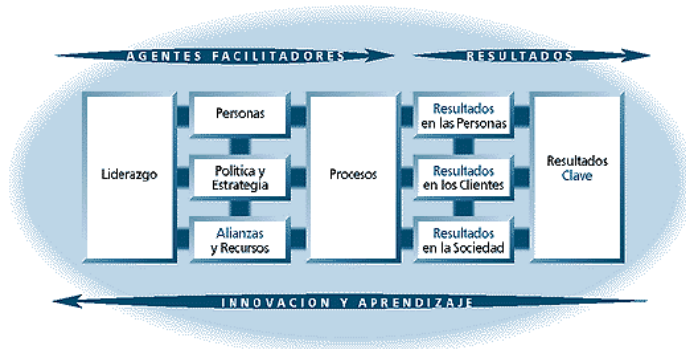 AGENTES FACILITADORES
RESULTADOS
Liderazgo
Personas
Política y
Estrategia
Alianzas
y Recursos
Procesos
Resultados
en las Personas
Resultados
en los Clientes
Resultados
en la Sociedad
Resultados
Clave
INNOVACION Y APRENDIZAJE